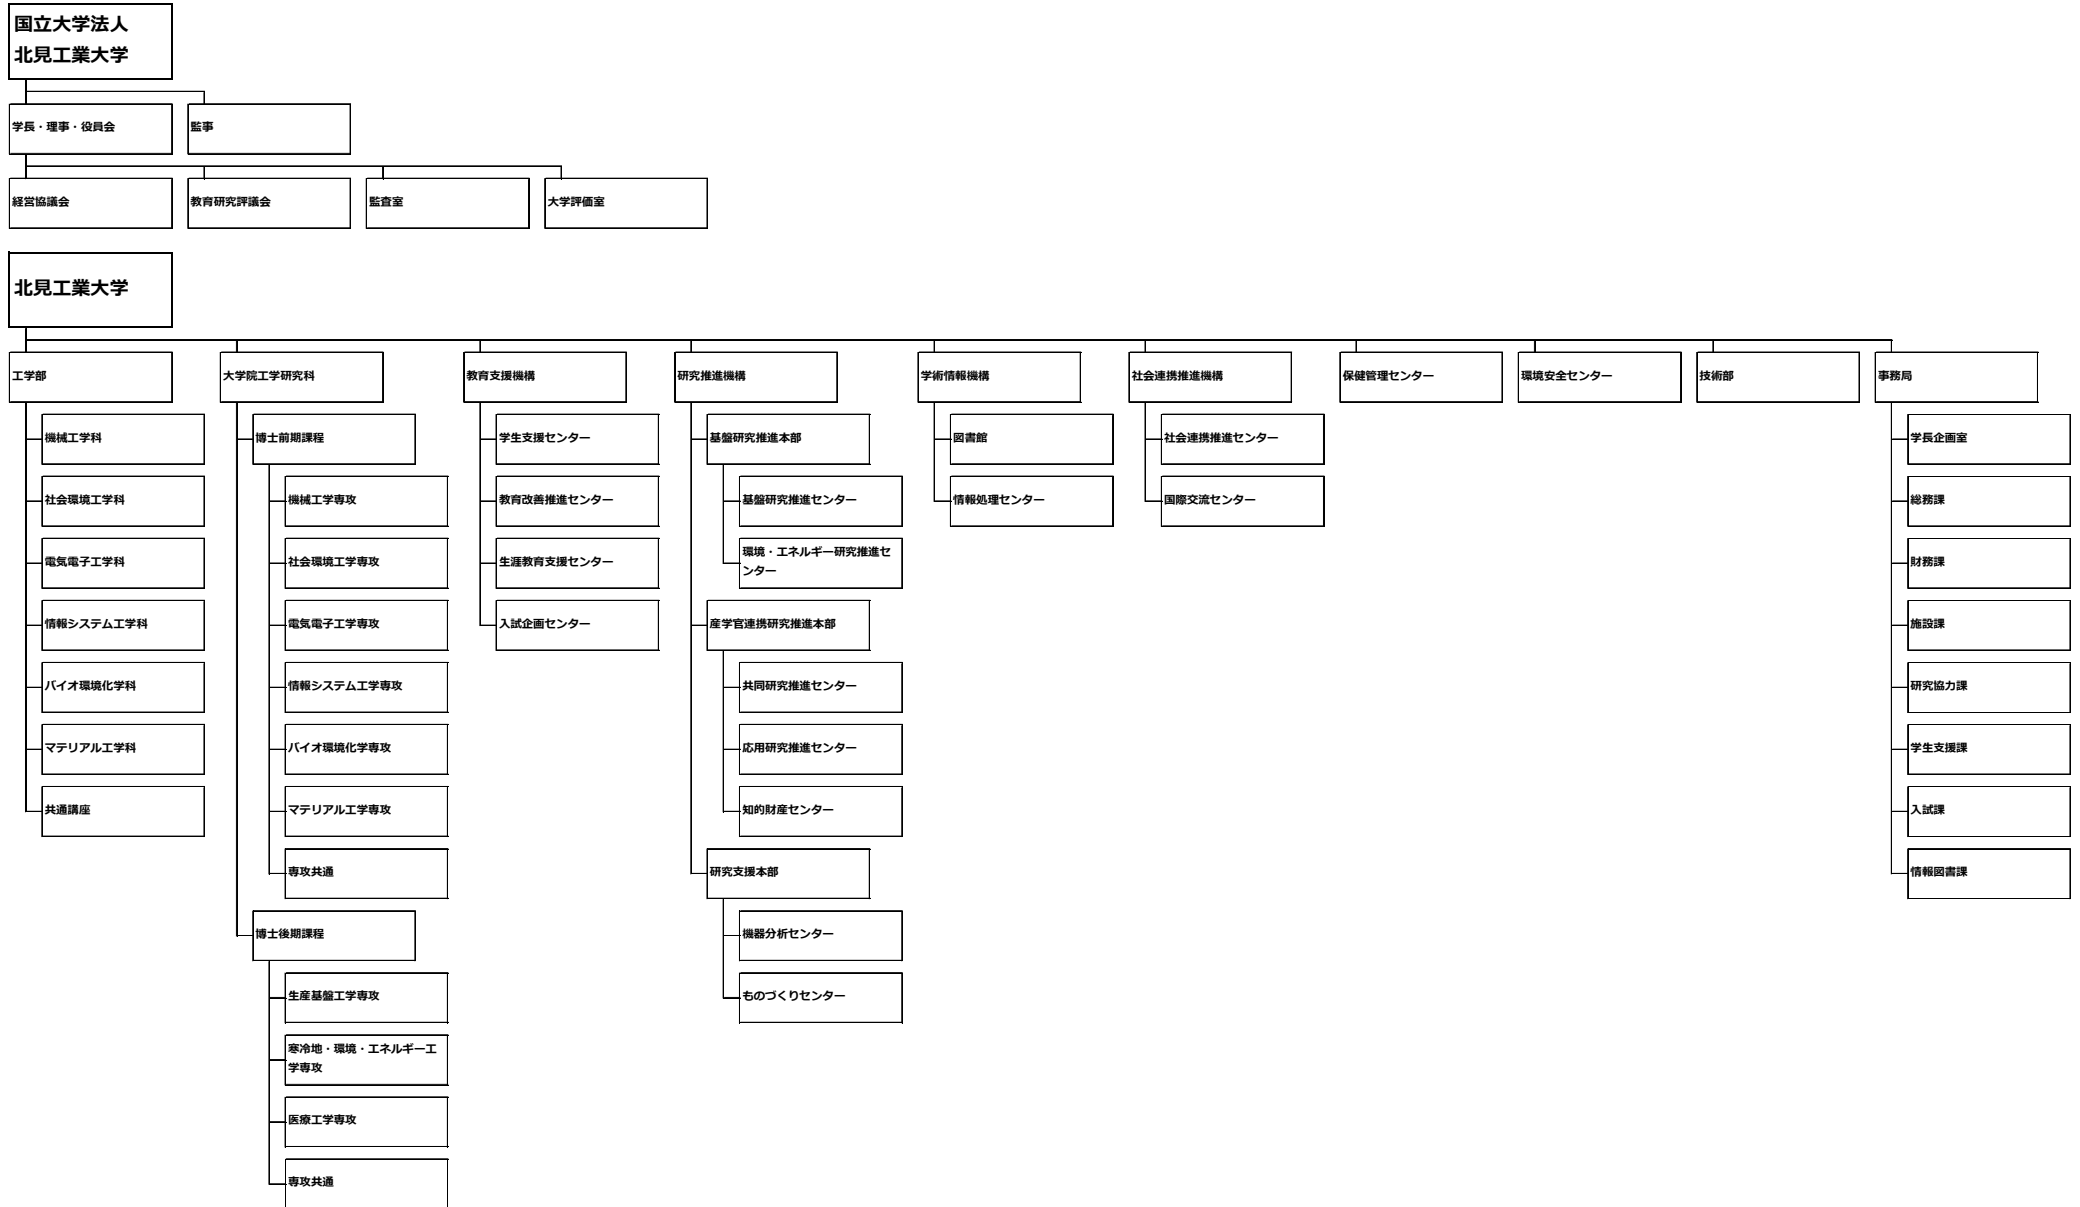 国立大学法人
北見工業大学
学長・理事・役員会
監事
経営協議会
教育研究評議会
監査室
大学評価室
北見工業大学
工学部
機械工学科
社会環境工学科
電気電子工学科
情報システム工学科
バイオ環境化学科
マテリアル工学科
共通講座
大学院工学研究科
博士前期課程
機械工学専攻
社会環境工学専攻
電気電子工学専攻
情報システム工学専攻
バイオ環境化学専攻
マテリアル工学専攻
専攻共通
博士後期課程
生産基盤工学専攻
寒冷地・環境・エネルギー工
学専攻
医療工学専攻
専攻共通
教育支援機構
学生支援センター
教育改善推進センター
生涯教育支援センター
入試企画センター
研究推進機構
基盤研究推進本部
基盤研究推進センター
環境・エネルギー研究推進セ
ンター
産学官連携研究推進本部
共同研究推進センター
応用研究推進センター
知的財産センター
研究支援本部
機器分析センター
ものづくりセンター
学術情報機構
図書館
情報処理センター
社会連携推進機構
社会連携推進センター
国際交流センター
保健管理センター
環境安全センター
技術部
事務局
学長企画室
総務課
財務課
施設課
研究協力課
学生支援課
入試課
情報図書課